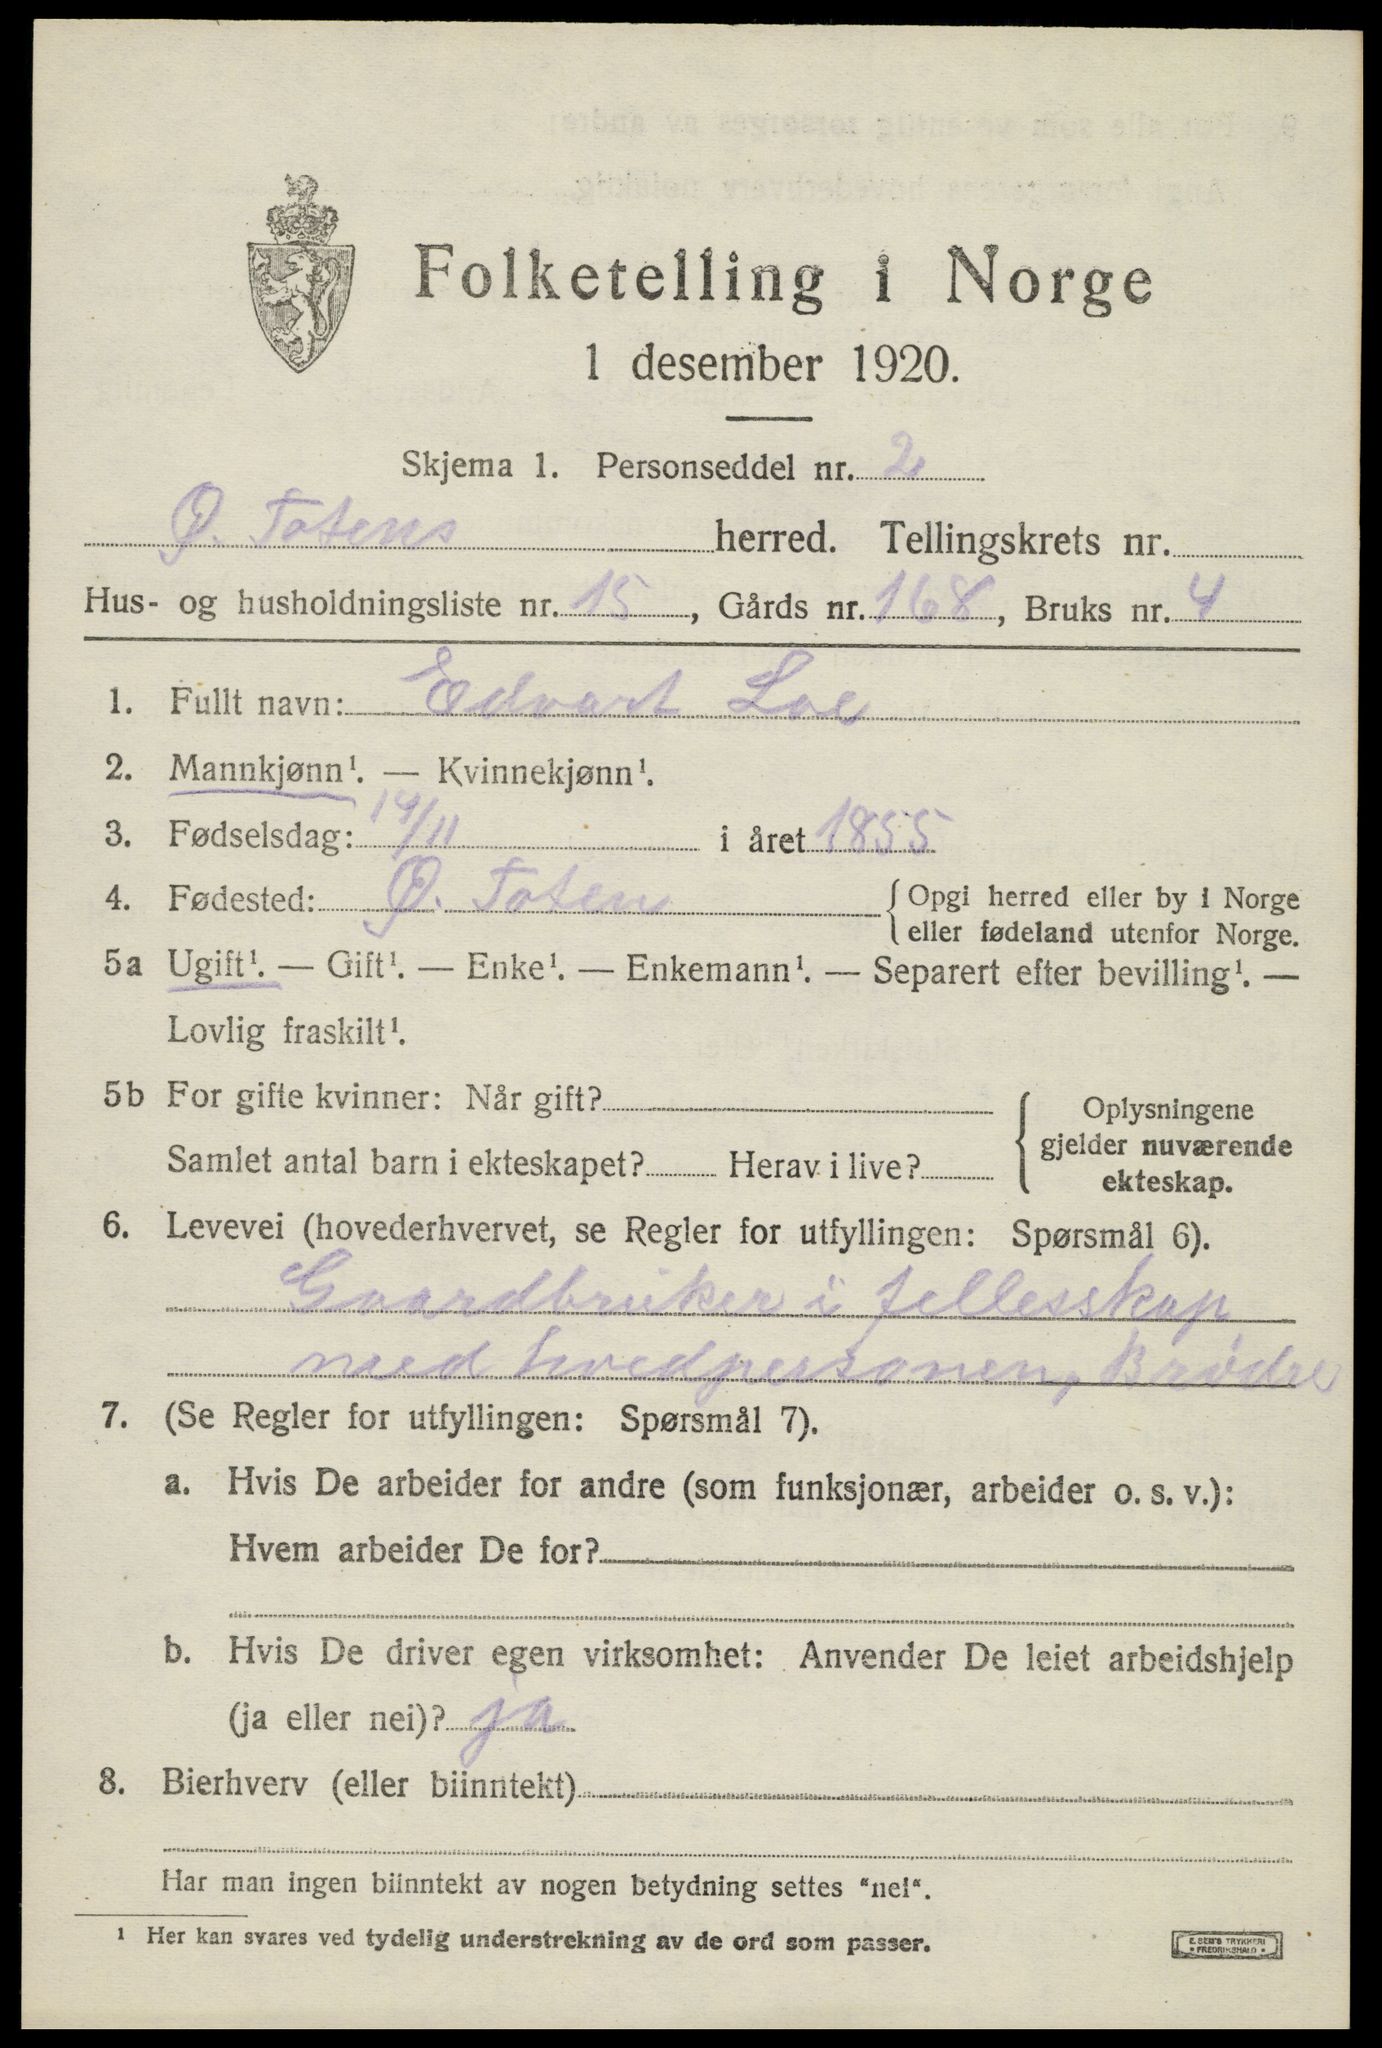 Folketelling i Norge
1 desember 1920.
Skjema 1. Personseddel nr. 2
Ø. Totens herred. Tellingskrets nr.
Hus- og husholdningsliste nr. 15, Gårds nr. 168, Bruks nr. 4
1. Fullt navn: Edvart Loe
2. Mannkjønn¹. — Kvinnekjønn¹.
3. Fødselsdag: 14/11 i året 1855
4. Fødested: Ø. Toten {Opgi herred eller by i Norge
eller fødeland utenfor Norge.
5a Ugift¹. — Gift¹. — Enke¹. — Enkemann¹. — Separert efter bevilling¹. —
Lovlig fraskilt¹.
5b For gifte kvinner: Når gift?
Samlet antal barn i ekteskapet? Herav i live?
Oplysningene
gjelder nuværende
ekteskap.
6. Levevei (hovederhvervet, se Regler for utfyllingen: Spørsmål 6).
Gaardbruker i fellesskap
med hovedpersonen, Brødre
7. (Se Regler for utfyllingen: Spørsmål 7).
a. Hvis De arbeider for andre (som funksjonær, arbeider o. s. v.):
Hvem arbeider De for?
b. Hvis De driver egen virksomhet: Anvender De leiet arbeidshjelp
(ja eller nei)? ja
8. Bierhverv (eller biinntekt)
Har man ingen biinntekt av nogen betydning settes "nei".
¹ Her kan svares ved tydelig understrekning av de ord som passer.
E. SEM'S TRYKKERI
• FREDRIKSHALD •